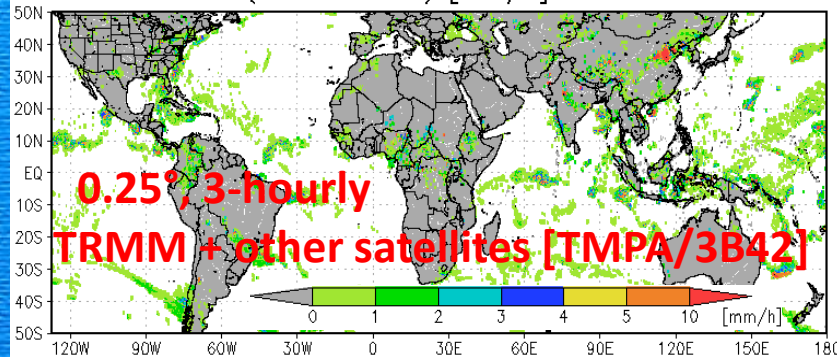 50N
40N
30N
20N
10N
EQ
0.25°, 3-hourly
10S
20S
TRMM + other satellites [TMPA/3B42]
30S
40S
0 1 2 3 4 5 10 [mm/h]
50S
120W 90W 60W 30W 0 30E 60E 90E 120E 150E 180